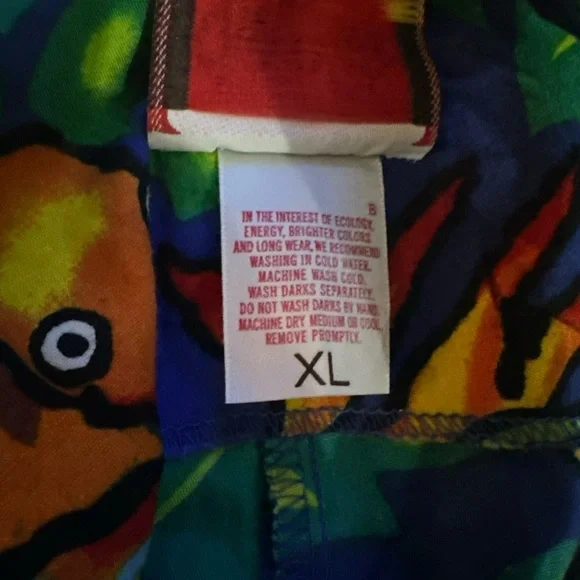 B
IN THE INTEREST OF ECOLOGY,
ENERGY, BRIGHTER COLORS
AND LONG WEAR, WE RECOMMEND
WASHING IN COLD WATER.
MACHINE WASH COLD.
WASH DARKS SEPARATELY.
DO NOT WASH DARKS BY HAND.
MACHINE DRY MEDIUM OR COOL,
REMOVE PROMPTLY.
XL